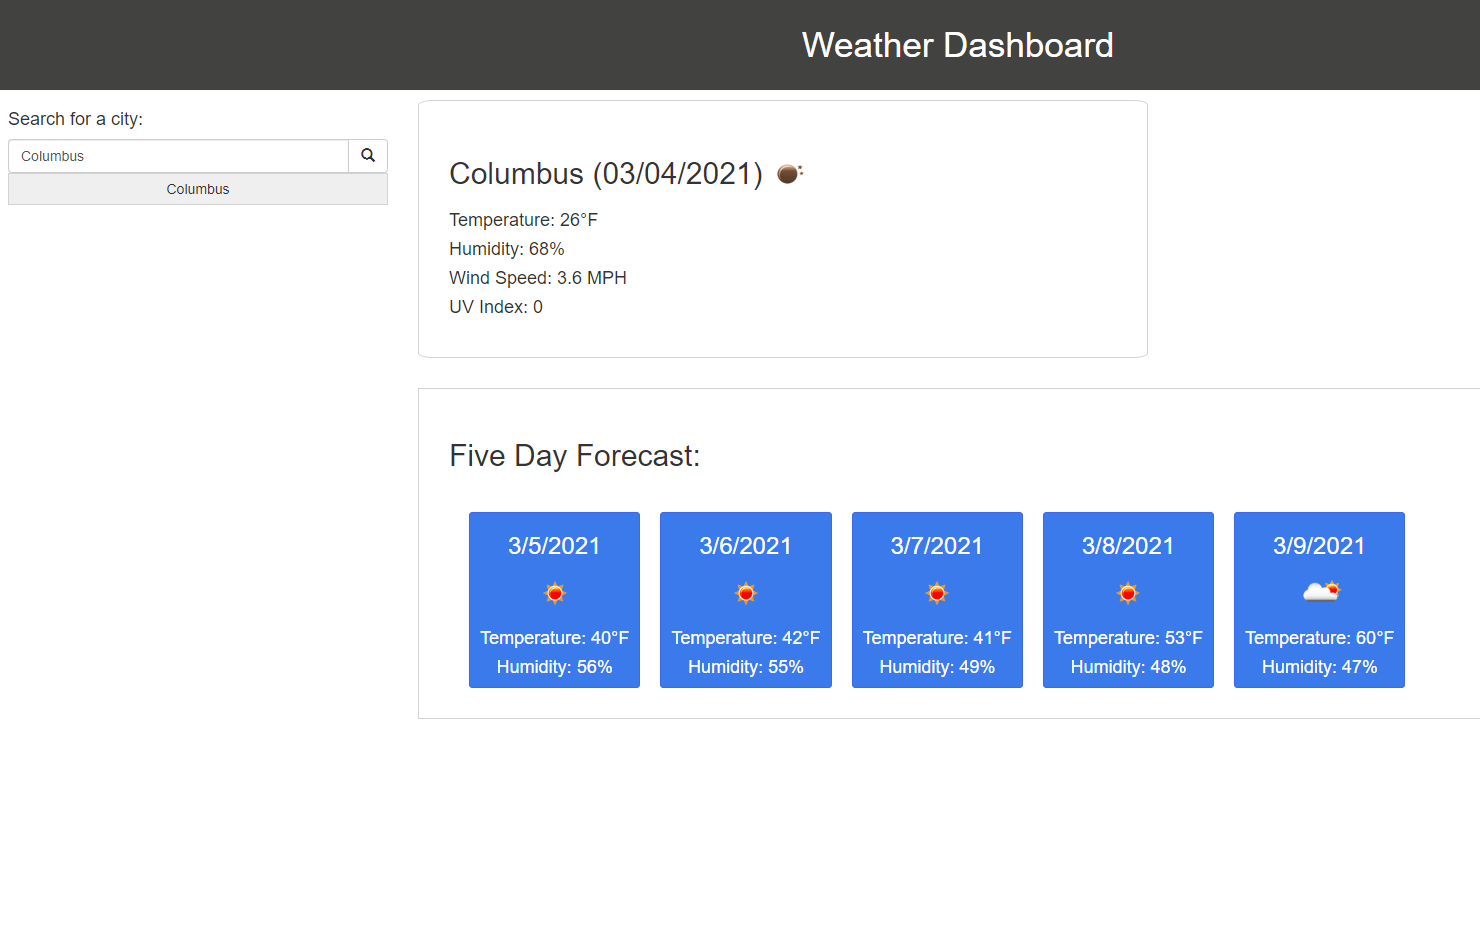 Weather Dashboard
Search for a city:
Columbus
Columbus
Columbus (03/04/2021)
Temperature: 26°F
Humidity: 68%
Wind Speed: 3.6 MPH
UV Index: 0
Five Day Forecast:
3/5/2021
Temperature: 40°F
Humidity: 56%
3/6/2021
Temperature: 42°F
Humidity: 55%
3/7/2021
Temperature: 41°F
Humidity: 49%
3/8/2021
Temperature: 53°F
Humidity: 48%
3/9/2021
Temperature: 60°F
Humidity: 47%